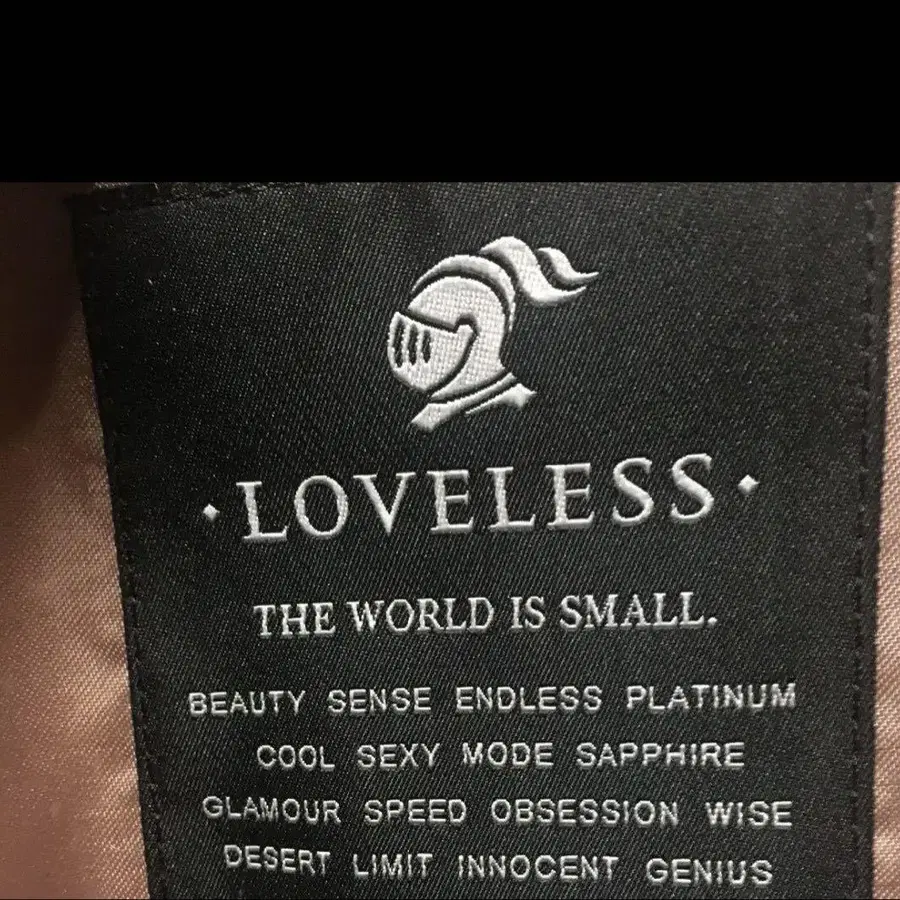 · LOVELESS ·
THE WORLD IS SMALL.
BEAUTY SENSE ENDLESS PLATINUM
COOL SEXY MODE SAPPHIRE
GLAMOUR SPEED OBSESSION WISE
DESERT LIMIT INNOCENT GENIUS